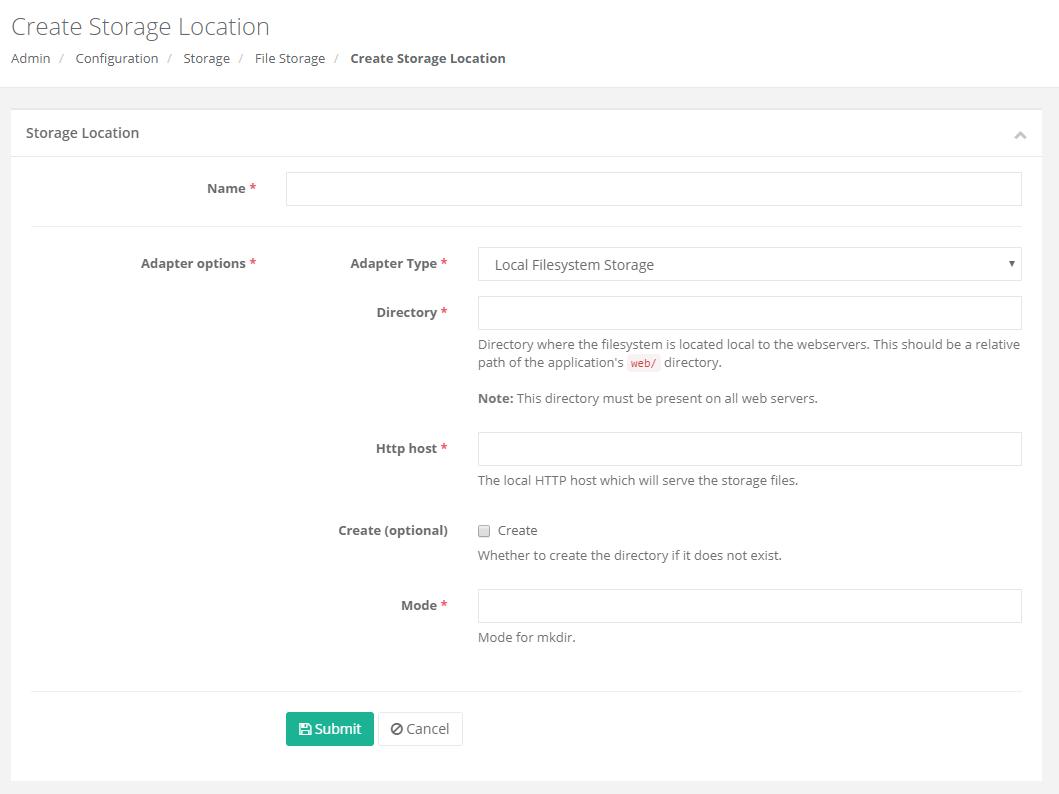 Create Storage Location
Admin / Configuration / Storage / File Storage / Create Storage Location
Storage Location
Name *
Adapter options *
Adapter Type *
Local Filesystem Storage
Directory *
Directory where the filesystem is located local to the webservers. This should be a relative
path of the application's web/ directory.
Note: This directory must be present on all web servers.
Http host *
The local HTTP host which will serve the storage files.
Create (optional)
Create
Whether to create the directory if it does not exist.
Mode *
Mode for mkdir.
Submit
Cancel